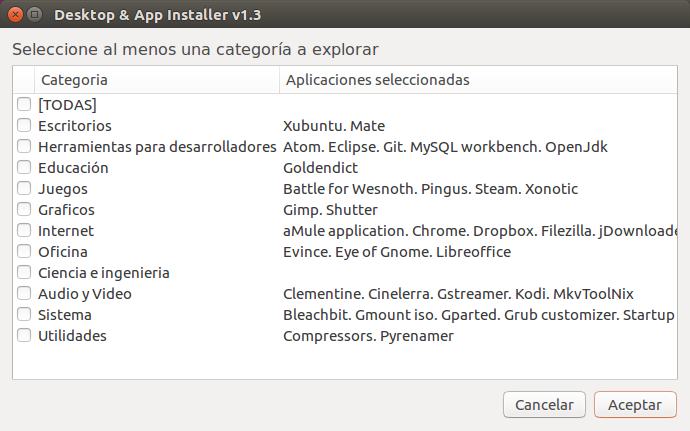 Desktop & App Installer v1.3
Seleccione al menos una categoría a explorar
Categoria Aplicaciones seleccionadas
[TODAS]
Escritorios Xubuntu. Mate
Herramientas para desarrolladores Atom. Eclipse. Git. MySQL workbench. OpenJdk
Educación Goldendict
Juegos Battle for Wesnoth. Pingus. Steam. Xonotic
Graficos Gimp. Shutter
Internet aMule application. Chrome. Dropbox. Filezilla. jDownloade
Oficina Evince. Eye of Gnome. Libreoffice
Ciencia e ingenieria
Audio y Video Clementine. Cinelerra. Gstreamer. Kodi. MkvToolNix
Sistema Bleachbit. Gmount iso. Gparted. Grub customizer. Startup
Utilidades Compressors. Pyrenamer
Cancelar Aceptar